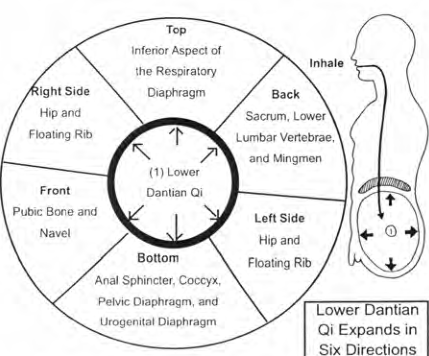 Top
Inferior Aspect of
the Respiratory
Diaphragm
Inhale
Right Side
Hip and
Floating Rib
Back
Sacrum, Lower
Lumbar Vertebrae,
and Mingmen
(1) Lower
Dantian Qi
Front
Pubic Bone and
Navel
Left Side
Hip and
Floating Rib
Bottom
Anal Sphincter, Coccyx,
Pelvic Diaphragm, and
Urogenital Diaphragm
1
Lower Dantian
Qi Expands in
Six Directions